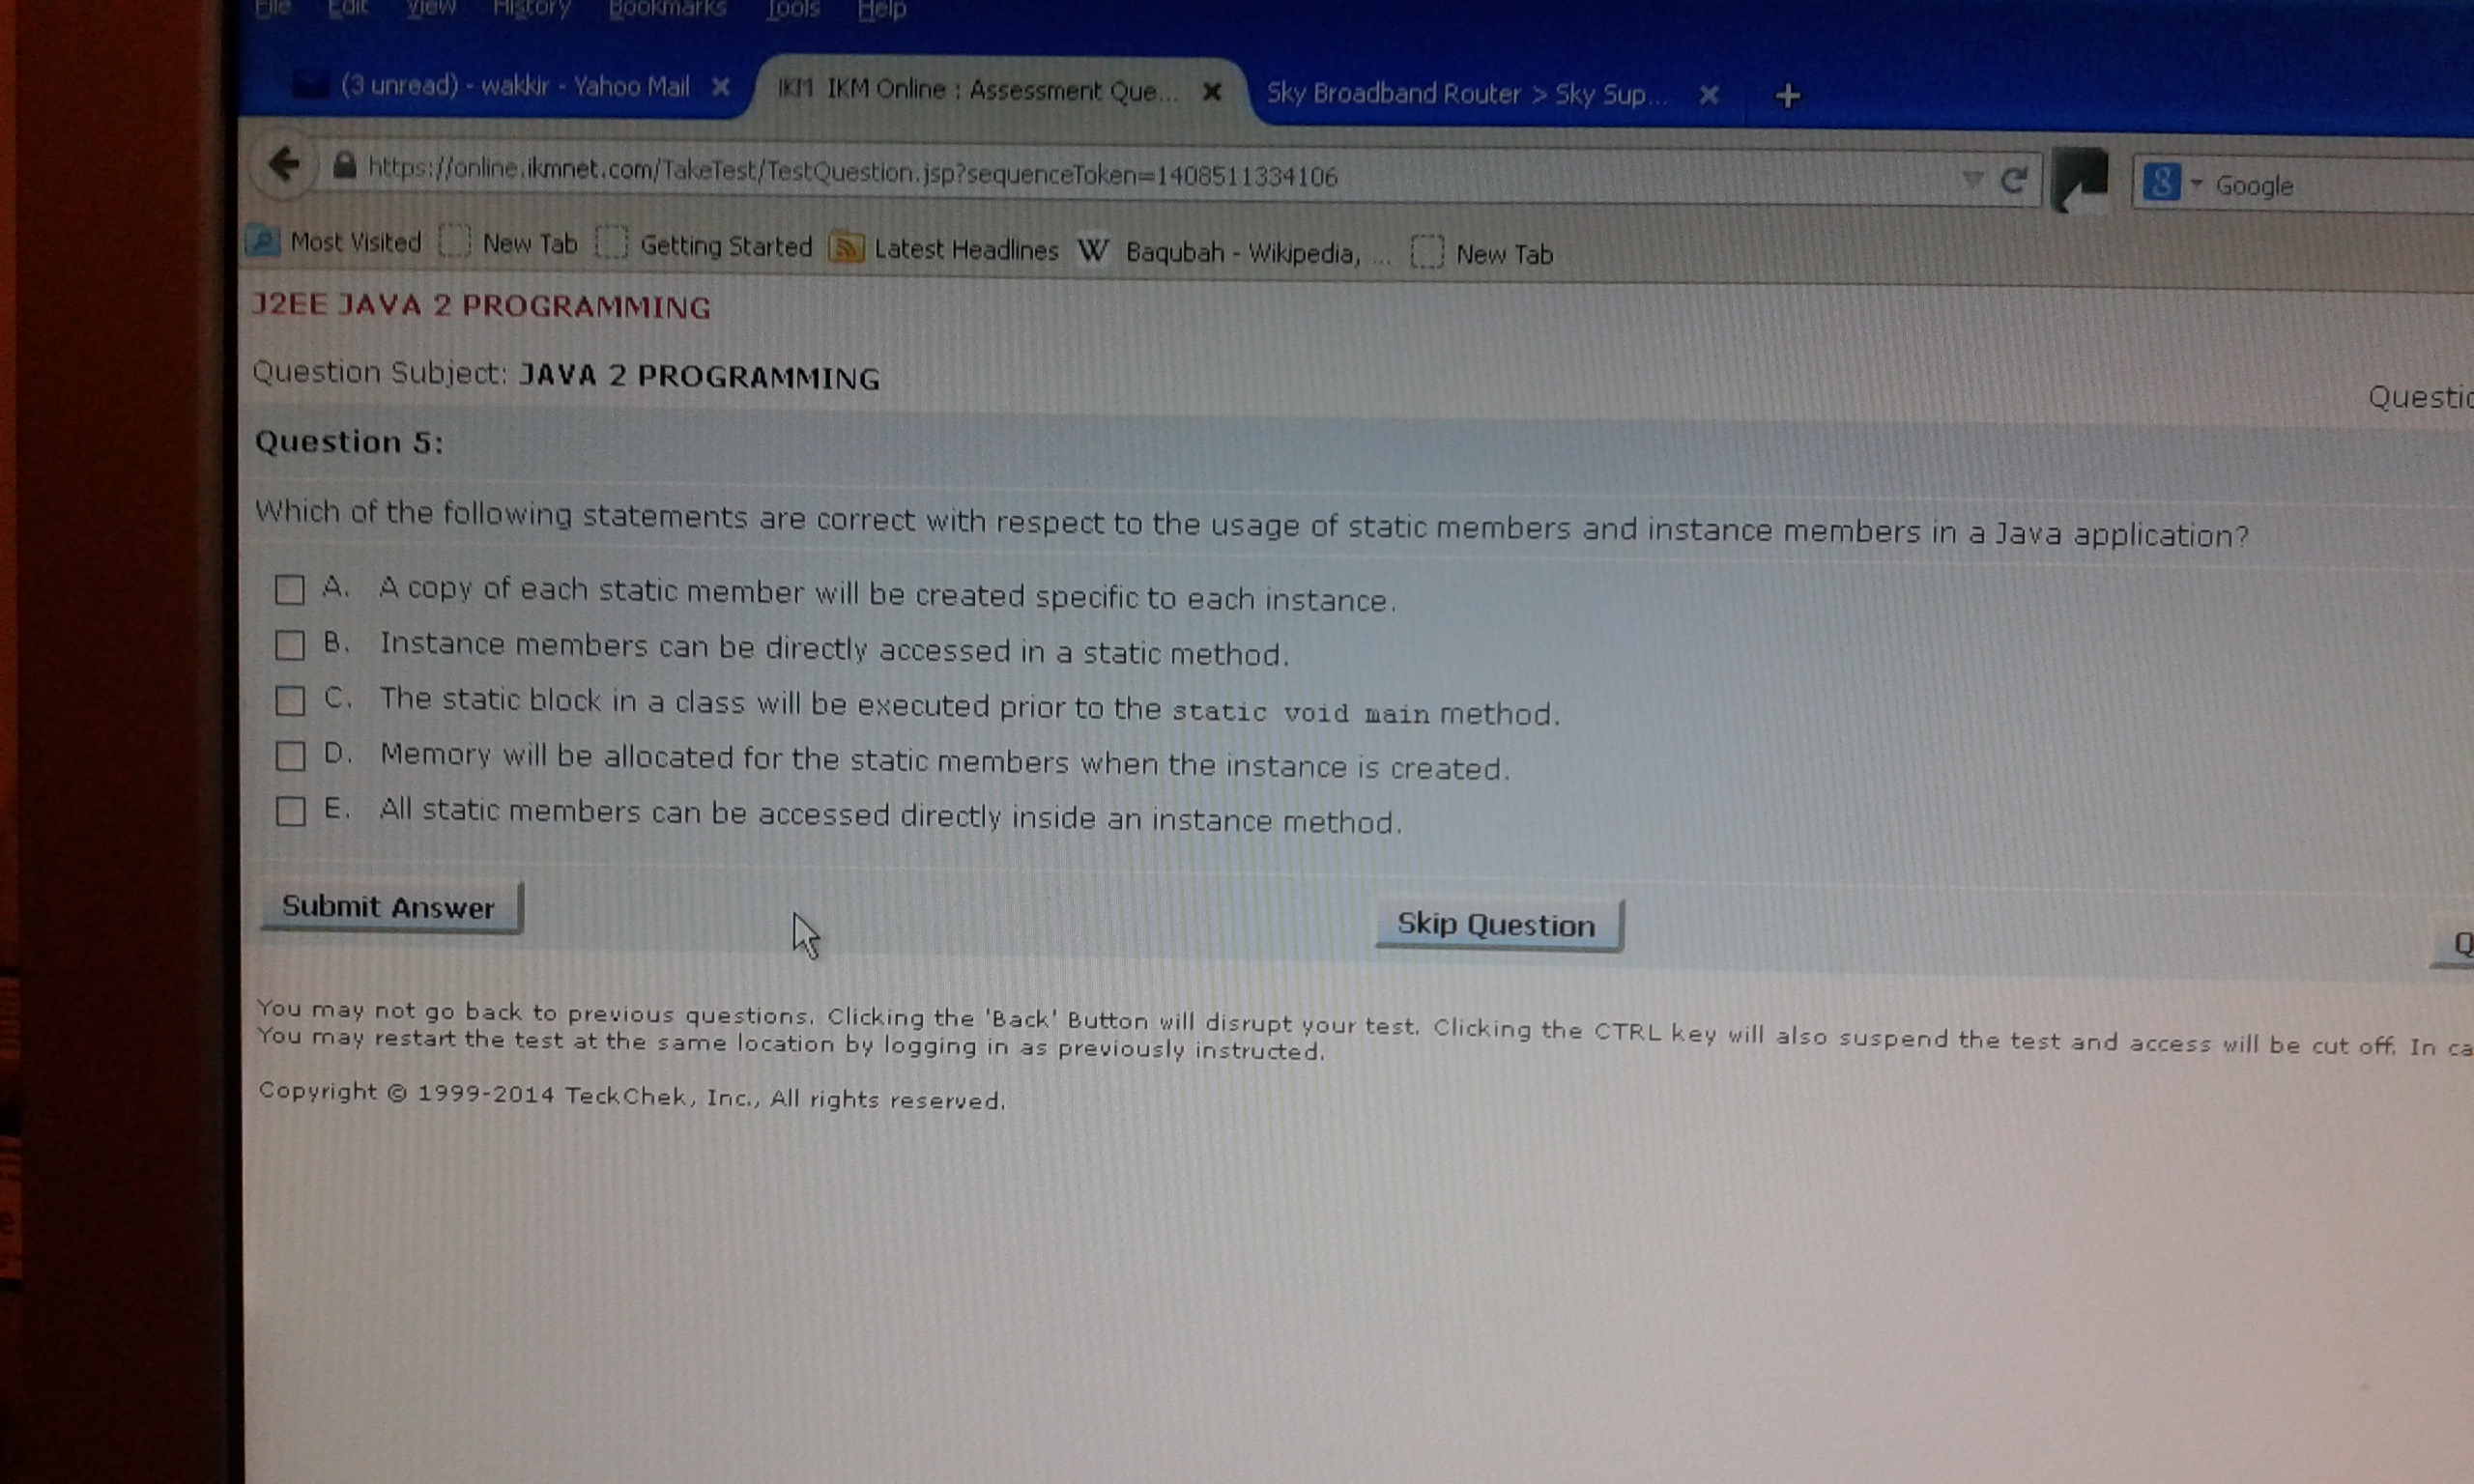 File Edit View History Bookmarks Tools Help
(3 unread) - wakkir - Yahoo Mail IKM IKM Online : Assessment Que... Sky Broadband Router > Sky Sup...
https://online.ikmnet.com/TakeTest/TestQuestion.jsp?sequenceToken=1408511334106 Google
Most Visited New Tab Getting Started Latest Headlines W Baqubah - Wikipedia, ... New Tab
J2EE JAVA 2 PROGRAMMING
Question Subject: JAVA 2 PROGRAMMING
Questio
Question 5:
Which of the following statements are correct with respect to the usage of static members and instance members in a Java application?
A. A copy of each static member will be created specific to each instance.
B. Instance members can be directly accessed in a static method.
C. The static block in a class will be executed prior to the static void main method.
D. Memory will be allocated for the static members when the instance is created.
E. All static members can be accessed directly inside an instance method.
Submit Answer Skip Question Q
You may not go back to previous questions. Clicking the 'Back' Button will disrupt your test. Clicking the CTRL key will also suspend the test and access will be cut off. In ca
You may restart the test at the same location by logging in as previously instructed.
Copyright © 1999-2014 TeckChek, Inc., All rights reserved.